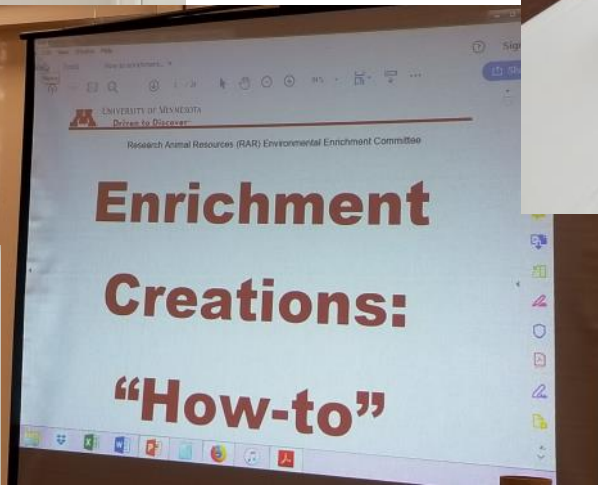 UNIVERSITY OF MINNESOTA
Driven to Discover
Research Animal Resources (RAR) Environmental Enrichment Committee
Enrichment
Creations:
“How-to”